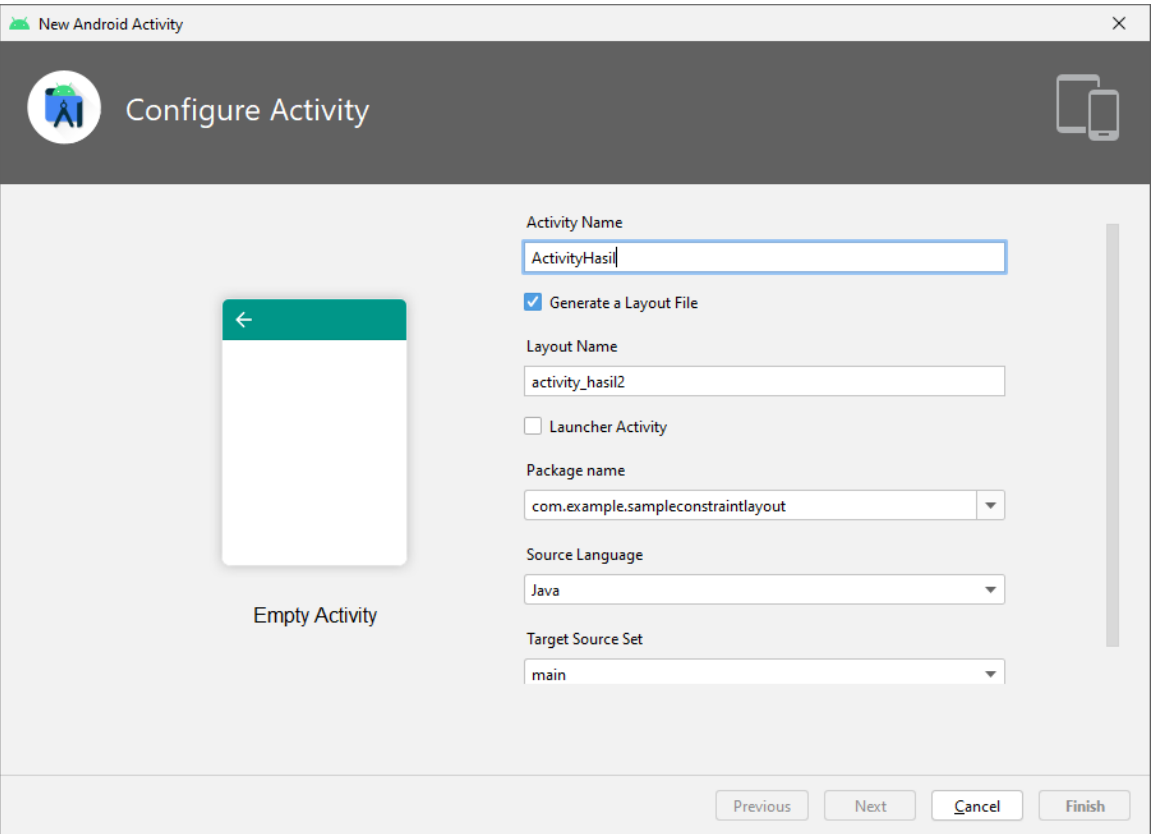 New Android Activity
Configure Activity
Activity Name
ActivityHasil
Generate a Layout File
Layout Name
activity_hasil2
Launcher Activity
Package name
com.example.sampleconstraintlayout
Source Language
Java
Target Source Set
main
Empty Activity
Previous Next Cancel Finish